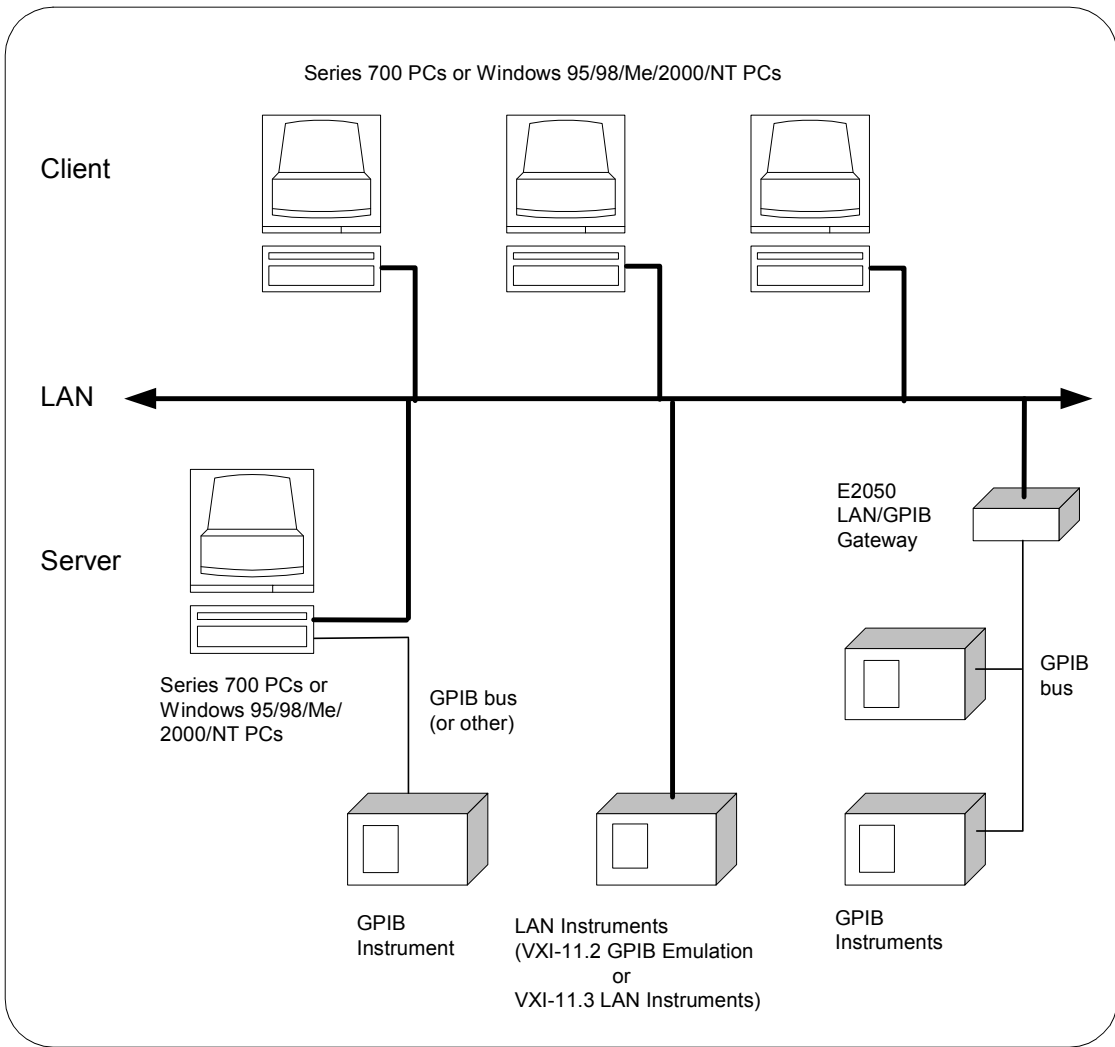 Series 700 PCs or Windows 95/98/Me/2000/NT PCs
Client
LAN
E2050
LAN/GPIB
Gateway
Server
Series 700 PCs or
Windows 95/98/Me/
2000/NT PCs
GPIB bus
(or other)
GPIB
bus
GPIB
Instrument
LAN Instruments
(VXI-11.2 GPIB Emulation
or
VXI-11.3 LAN Instruments)
GPIB
Instruments